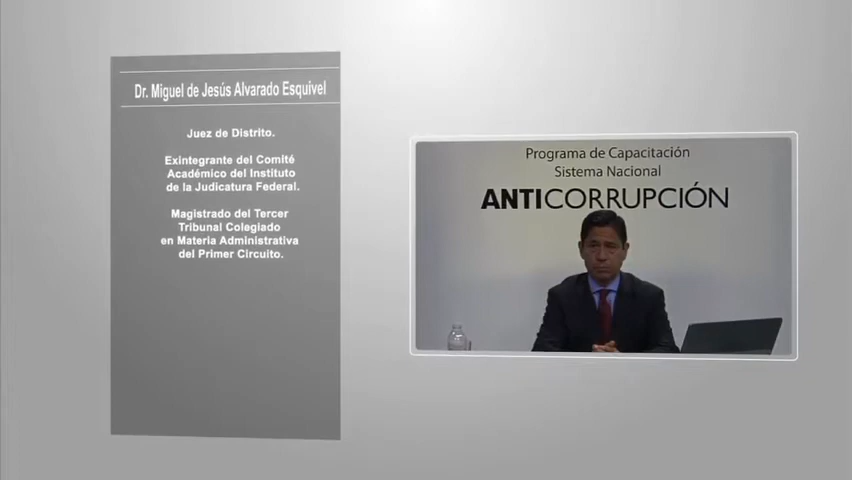 Dr. Miguel de Jesús Alvarado Esquivel
Juez de Distrito.
Exintegrante del Comité
Académico del Instituto
de la Judicatura Federal.
Magistrado del Tercer
Tribunal Colegiado
en Materia Administrativa
del Primer Circuito.
Programa de Capacitación
Sistema Nacional
ANTICORRUPCIÓN